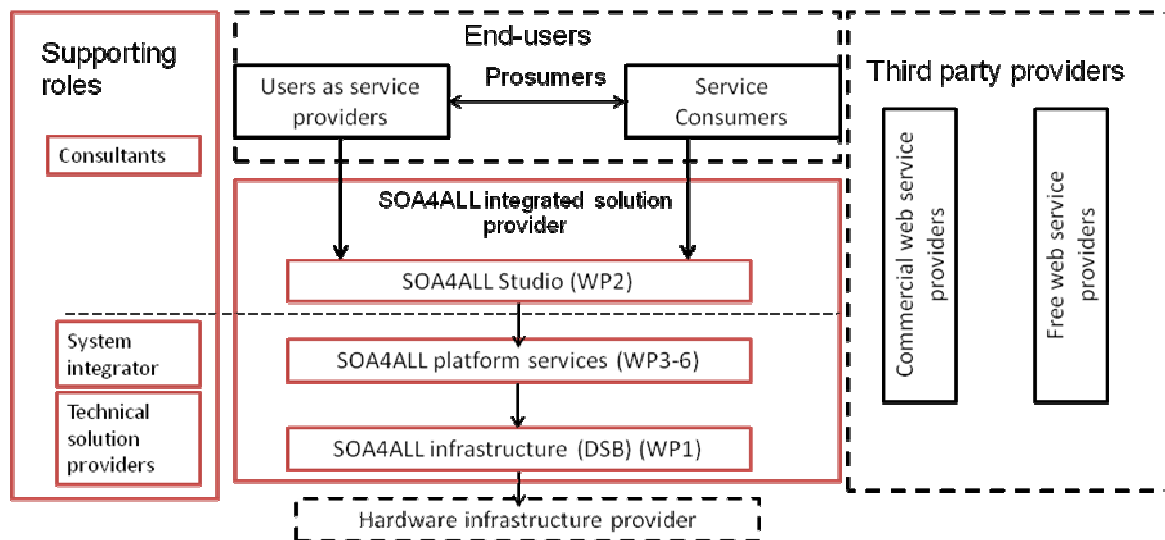 Supporting
roles
Consultants
System
integrator
Technical
solution
providers
End-users
Prosumers
Users as service
providers
Service
Consumers
SOA4ALL integrated solution
provider
SOA4ALL Studio (WP2)
SOA4ALL platform services (WP3-6)
SOA4ALL infrastructure (DSB) (WP1)
Hardware infrastructure provider
Third party providers
Commercial web service
providers
Free web service
providers